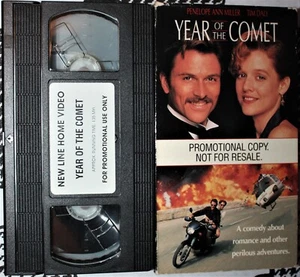 NEW LINE HOME VIDEO
YEAR OF THE COMET
FOR PROMOTIONAL USE ONLY
PENELOPE ANN MILLER TIM DALY
YEAR OF THE COMET
PROMOTIONAL COPY.
NOT FOR RESALE.
A comedy about
romance and other
perilous adventures.